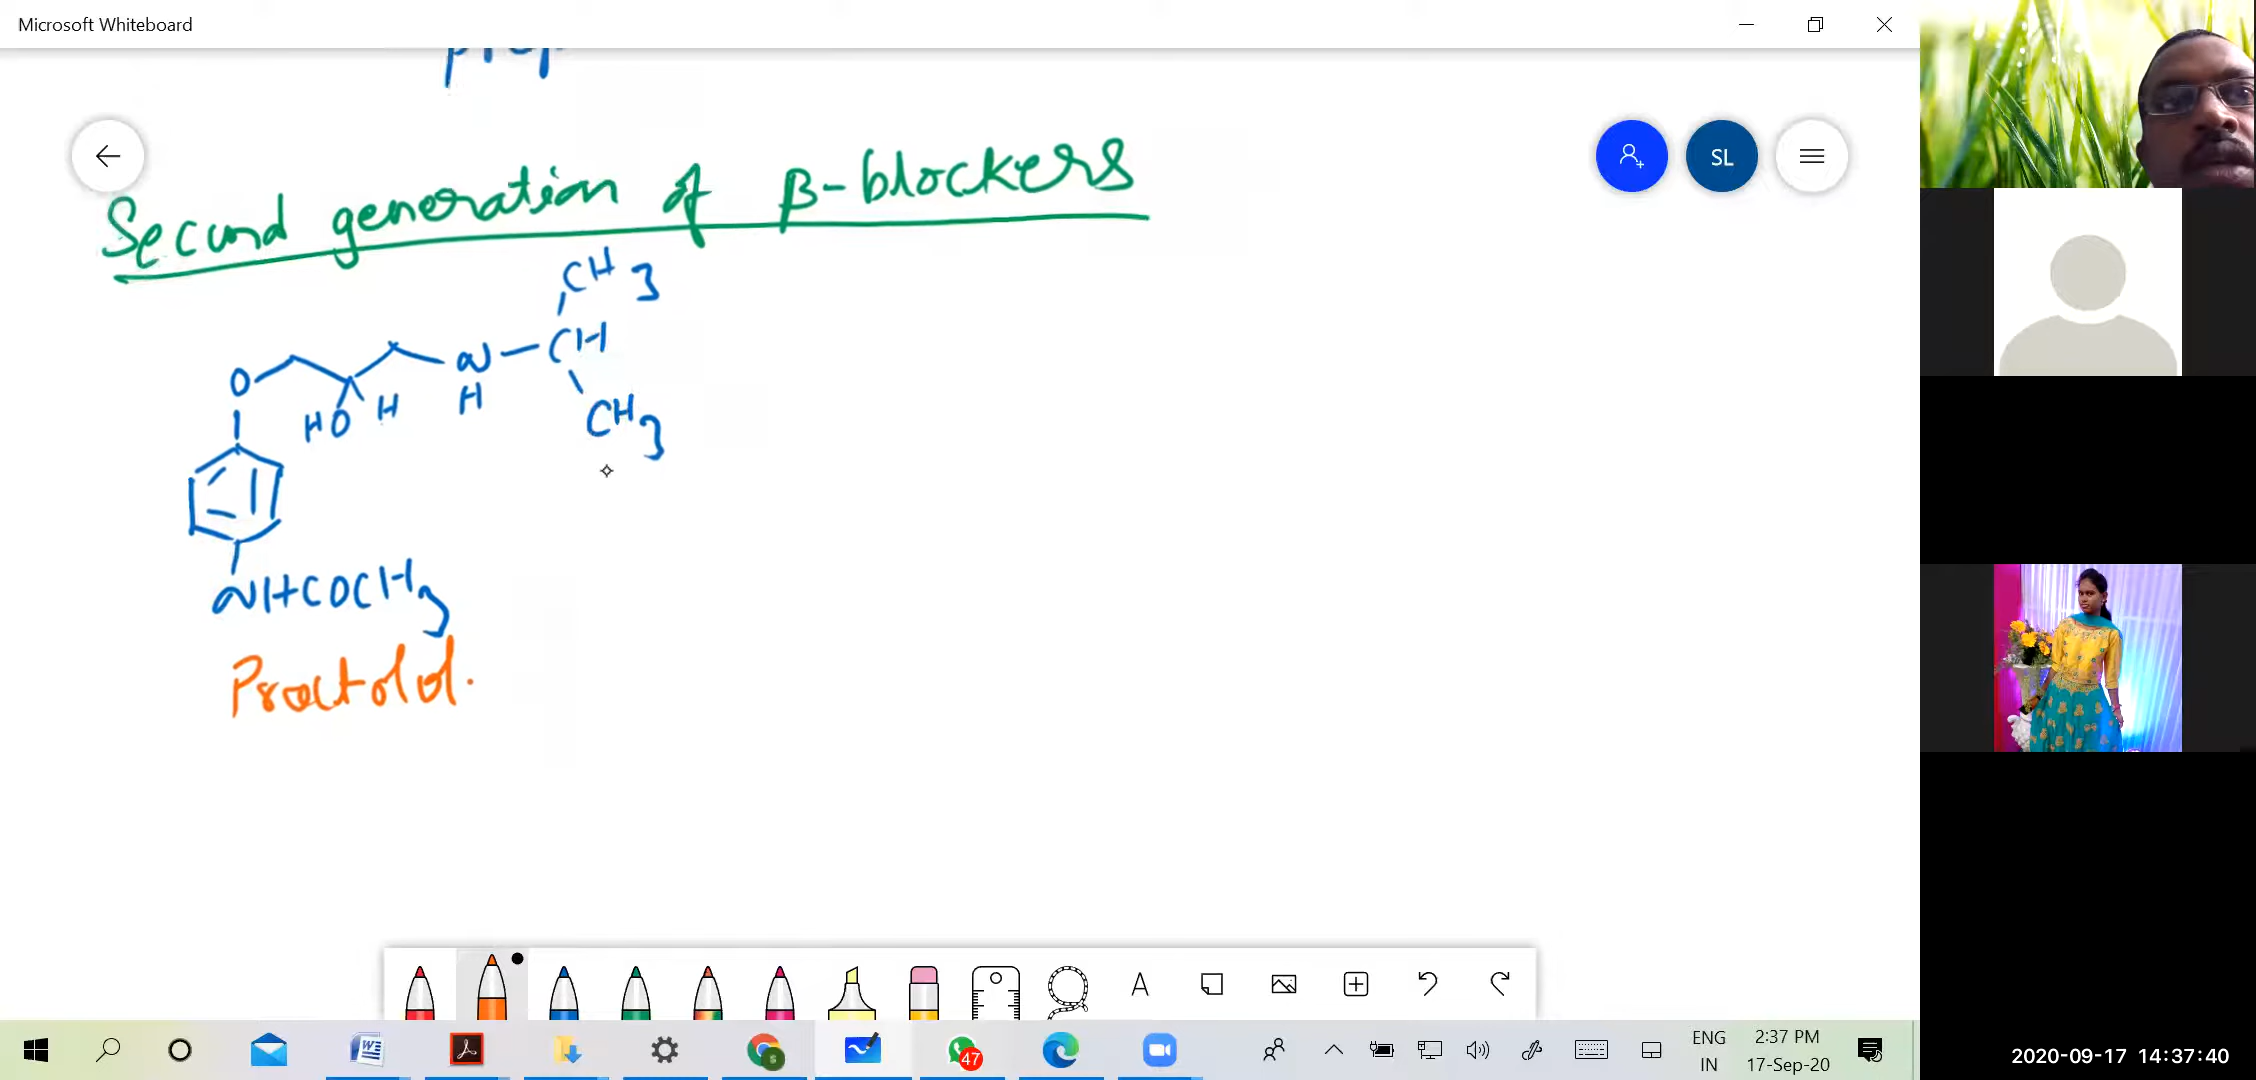 Microsoft Whiteboard
Second generation of β-blockers
CH3
O
N
CH
HO
H
H
CH3
NHCOCH3
Practolol.
SL
A
47
ENG
IN
2:37 PM
17-Sep-20
2020-09-17 14:37:40